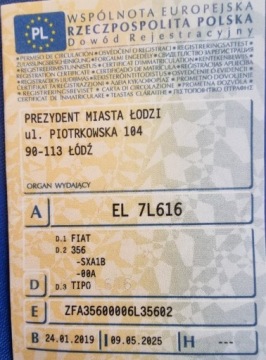 WSPÓLNOTA EUROPEJSKA
PL RZECZPOSPOLITA POLSKA
Dowód Rejestracyjny
PREZYDENT MIASTA ŁODZI
ul. PIOTRKOWSKA 104
90-113 ŁÓDŹ
ORGAN WYDAJĄCY
A EL 7L616
D.1 FIAT
D.2 356
-SXA1B
-00A
D D.3 TIPO
E ZFA35600006L35602
B 24.01.2019 I 09.05.2025 H ---